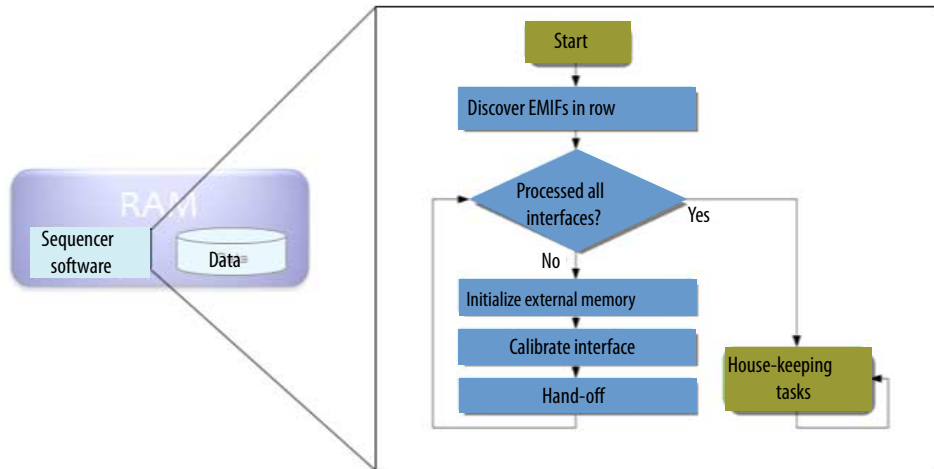 Start
Discover EMIFs in row
Processed all
interfaces?
Yes
No
Initialize external memory
Calibrate interface
Hand-off
House-keeping
tasks
RAM
Sequencer
software
Data